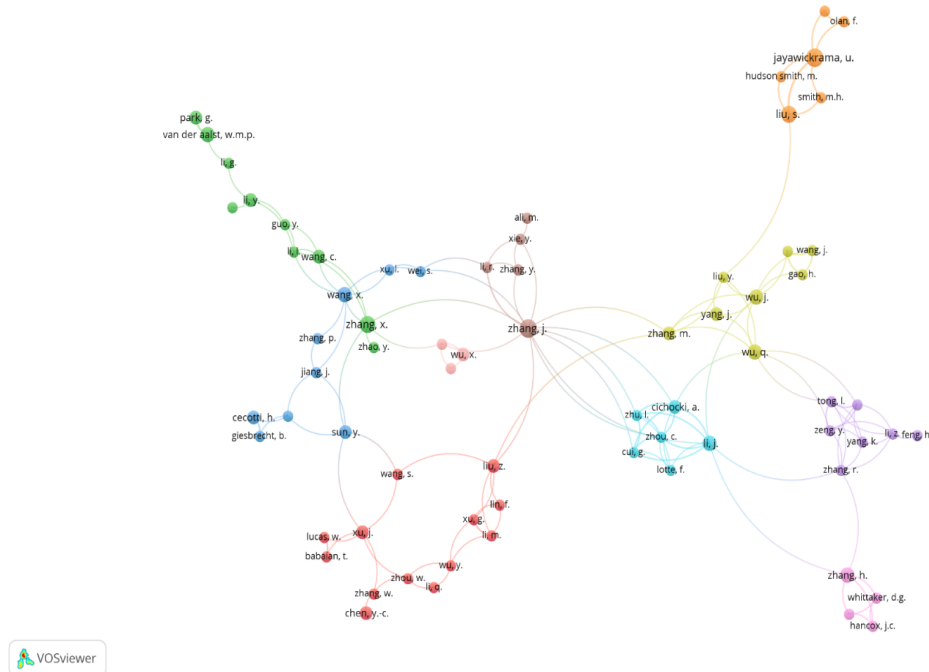 olan, f.
jayawickrama, u.
hudson smith, m.
smith, m.h.
liu, s.
park, g.
van der aalst, w.m.p.
li, g.
li, y.
guo, y.
li, l.
wang, c.
ali, m.
xie, y.
li, r.
zhang, y.
xu, l.
wei, s.
wang, x.
wang, j.
gao, h.
liu, y.
wu, j.
yang, j.
zhang, x.
zhang, j.
zhang, m.
zhang, p.
zhao, y.
wu, x.
wu, q.
jiang, j.
cecotti, h.
giesbrecht, b.
sun, y.
cichocki, a.
zhu, l.
zhou, c.
cui, g.
li, j.
lotte, f.
tong, l.
zeng, y.
yang, k.
li, z.
feng, h
zhang, r.
wang, s.
liu, z.
lin, f.
xu, g.
li, m.
lucas, w.
xu, j.
babaian, t.
wu, y.
zhou, w.
li, q.
zhang, w.
chen, y.-c.
zhang, h.
whittaker, d.g.
hancox, j.c.
VOSviewer